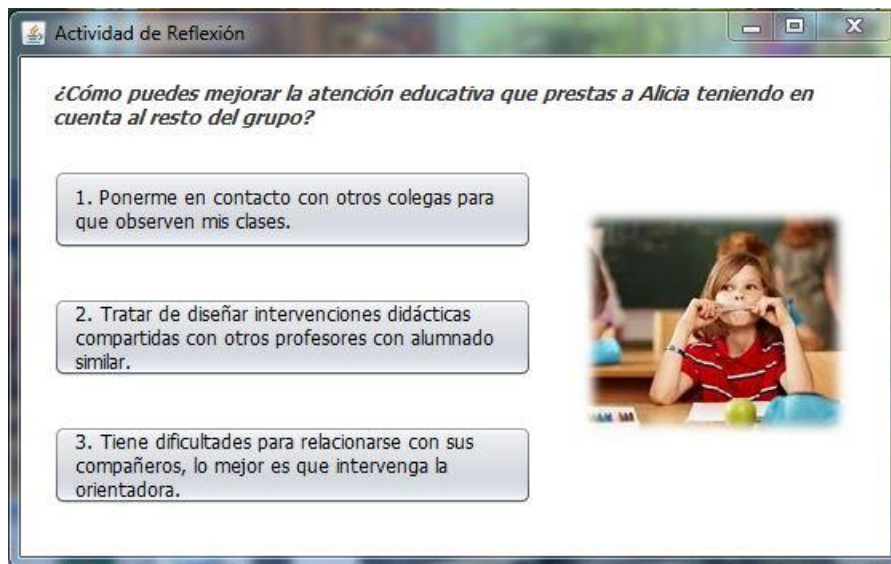 Actividad de Reflexión
¿Cómo puedes mejorar la atención educativa que prestas a Alicia teniendo en
cuenta al resto del grupo?
1. Ponerme en contacto con otros colegas para
que observen mis clases.
2. Tratar de diseñar intervenciones didácticas
compartidas con otros profesores con alumnado
similar.
3. Tiene dificultades para relacionarse con sus
compañeros, lo mejor es que intervenga la
orientadora.